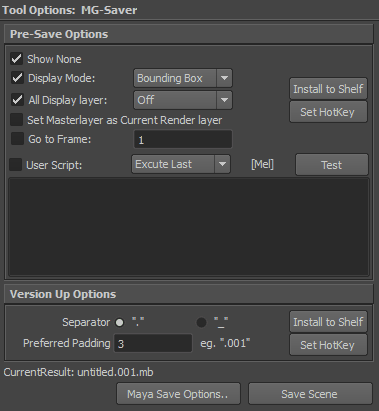 Tool Options: MG-Saver
Pre-Save Options
Show None
Display Mode: Bounding Box
Install to Shelf
All Display layer: Off
Set HotKey
Set Masterlayer as Current Render layer
Go to Frame: 1
User Script: Excute Last [Mel] Test
Version Up Options
Separator "." "_" Install to Shelf
Preferred Padding 3 eg. ".001" Set HotKey
CurrentResult: untitled.001.mb
Maya Save Options.. Save Scene